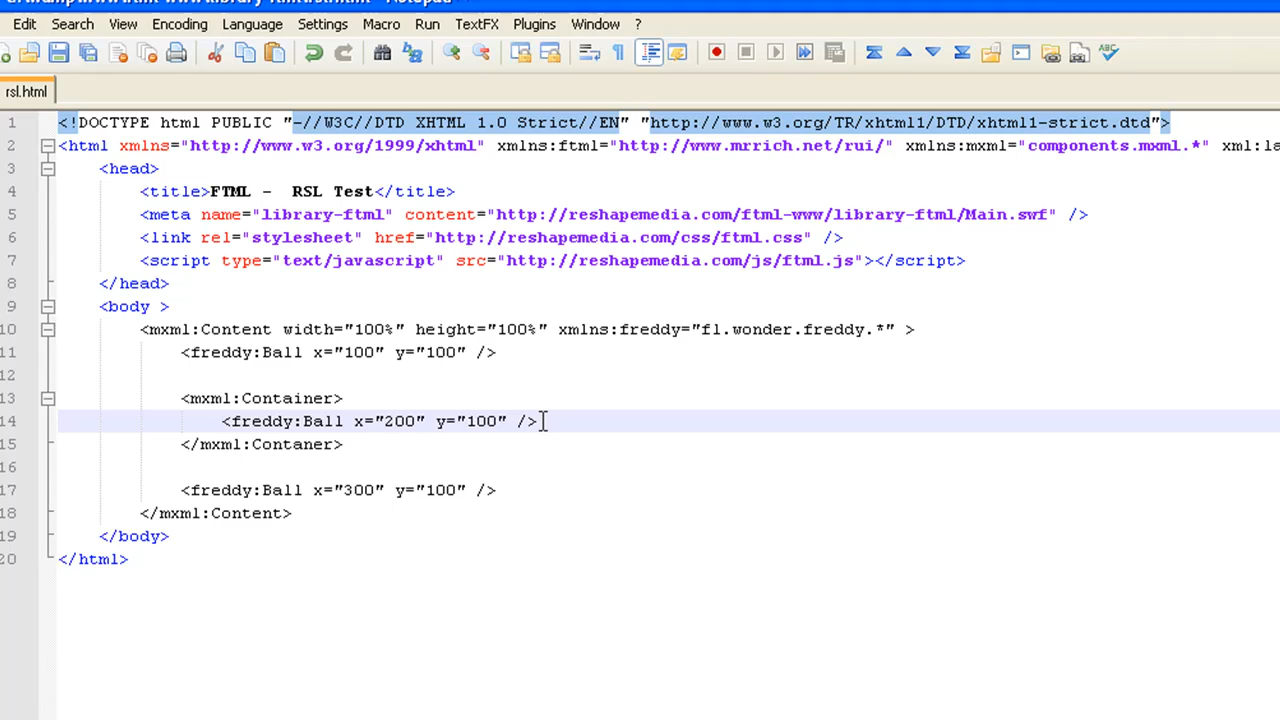 Edit Search View Encoding Language Settings Macro Run TextFX Plugins Window ?
rsl.html
1 <!DOCTYPE html PUBLIC "-//W3C//DTD XHTML 1.0 Strict//EN" "http://www.w3.org/TR/xhtml1/DTD/xhtml1-strict.dtd">
2 <html xmlns="http://www.w3.org/1999/xhtml" xmlns:ftml="http://www.mrrich.net/rui/" xmlns:mxml="components.mxml.*" xml:la
3 <head>
4 <title>FTML - RSL Test</title>
5 <meta name="library-ftml" content="http://reshapemedia.com/ftml-www/library-ftml/Main.swf" />
6 <link rel="stylesheet" href="http://reshapemedia.com/css/ftml.css" />
7 <script type="text/javascript" src="http://reshapemedia.com/js/ftml.js"></script>
8 </head>
9 <body >
10 <mxml:Content width="100%" height="100%" xmlns:freddy="fl.wonder.freddy.*" >
11 <freddy:Ball x="100" y="100" />
12
13 <mxml:Container>
14 <freddy:Ball x="200" y="100" />
15 </mxml:Contaner>
16
17 <freddy:Ball x="300" y="100" />
18 </mxml:Content>
19 </body>
20 </html>